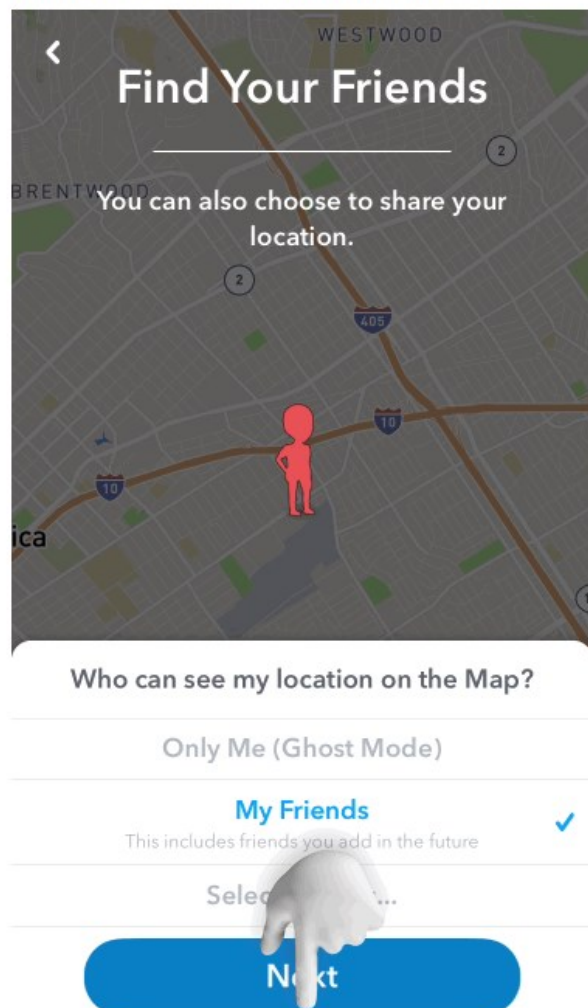 WESTWOOD
Find Your Friends
2
BRENTWOOD
You can also choose to share your
location.
2
405
10
10
ica
Who can see my location on the Map?
Only Me (Ghost Mode)
My Friends
This includes friends you add in the future
Next